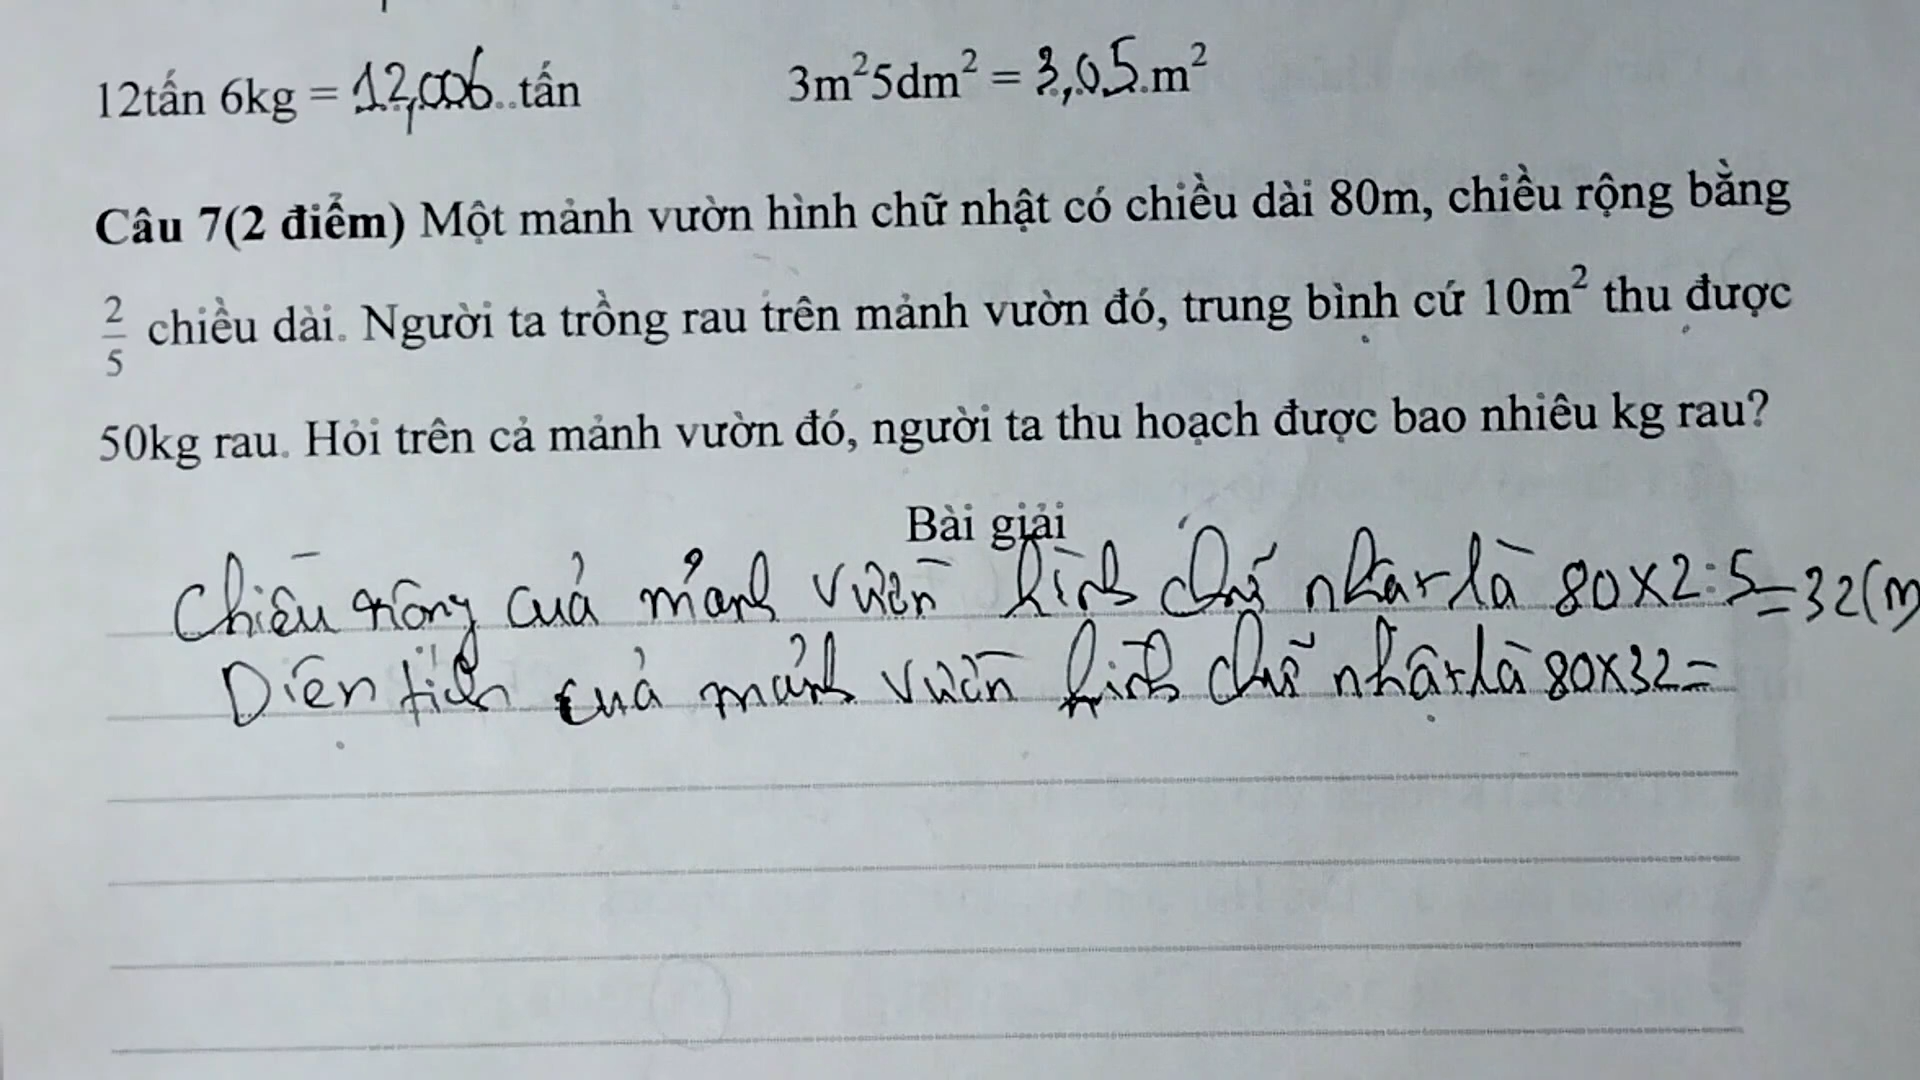 12tấn 6kg = 12,006..tấn 3m²5dm² = 3,05.m²
Câu 7(2 điểm) Một mảnh vườn hình chữ nhật có chiều dài 80m, chiều rộng bằng
2/5 chiều dài. Người ta trồng rau trên mảnh vườn đó, trung bình cứ 10m² thu được
50kg rau. Hỏi trên cả mảnh vườn đó, người ta thu hoạch được bao nhiêu kg rau?
Bài giải
Chiều rộng của mảnh vườn hình chữ nhật là 80x2:5=32(m
Diện tích của mảnh vườn hình chữ nhật là 80x32=